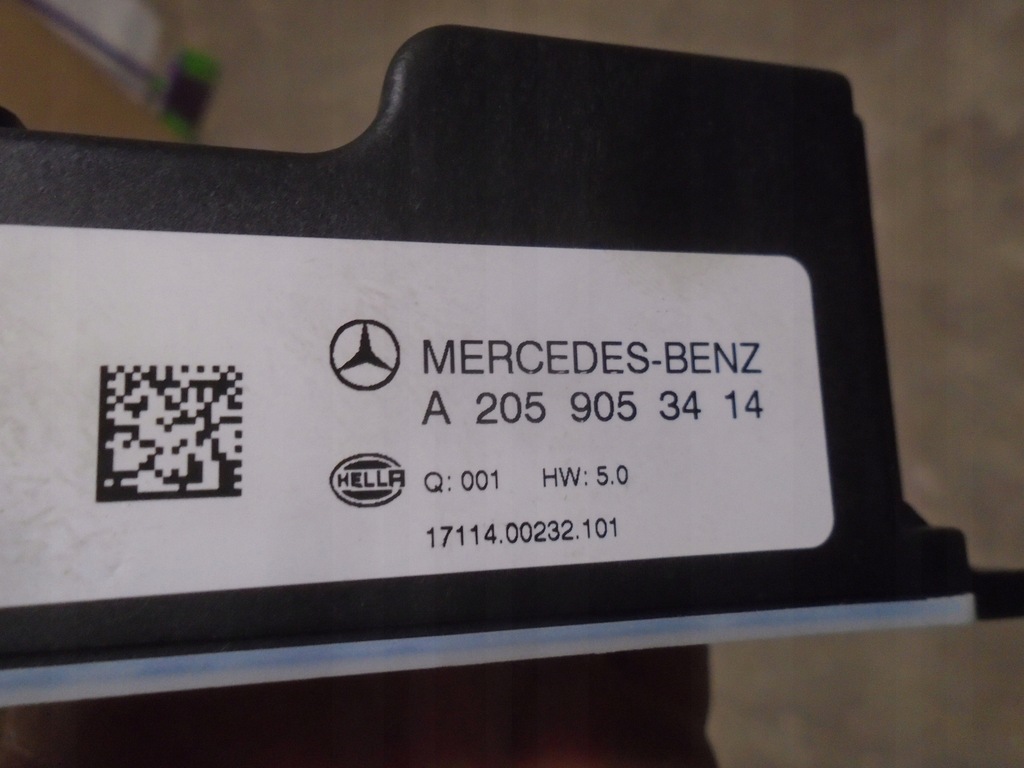 MERCEDES-BENZ
A 205 905 34 14
HELLA Q: 001 HW: 5.0
17114.00232.101